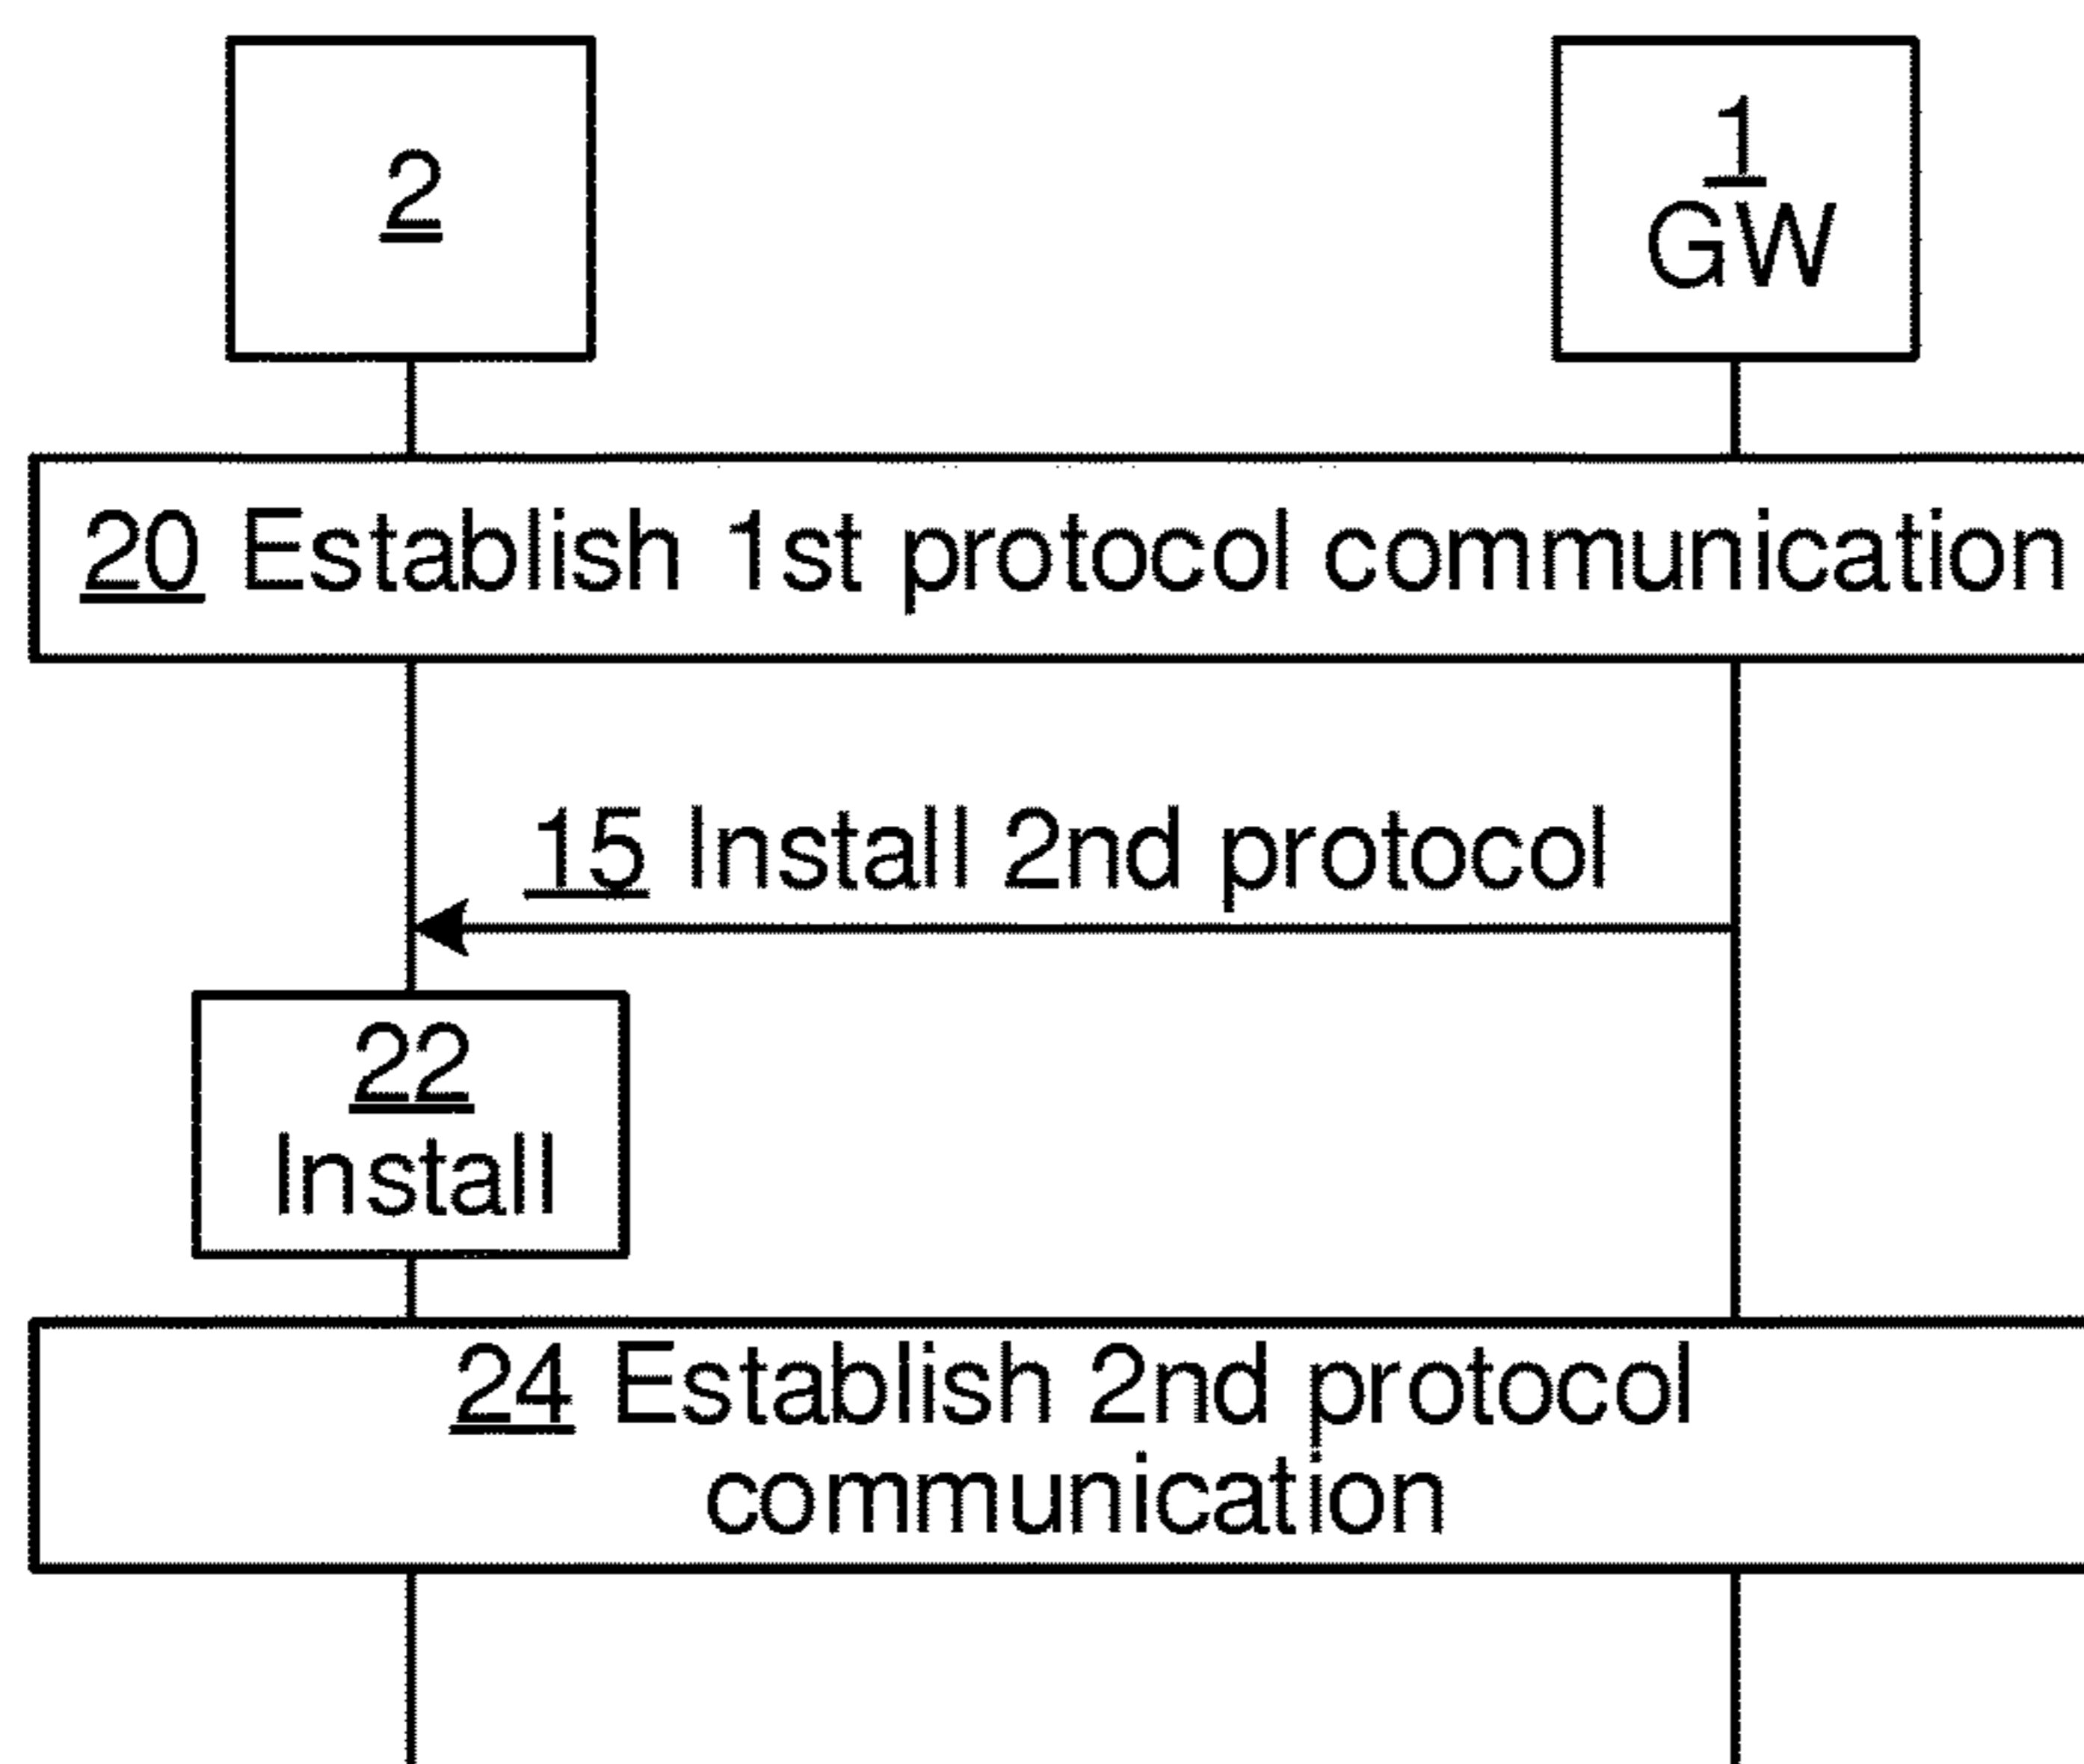 2
1
GW
20 Establish 1st protocol communication
15 Install 2nd protocol
22
Install
24 Establish 2nd protocol
communication